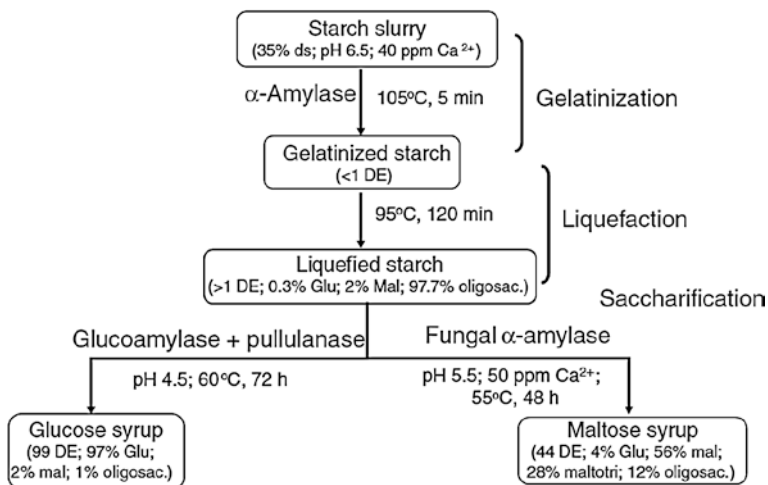 Starch slurry
(35% ds; pH 6.5; 40 ppm Ca²⁺)
α-Amylase
105ºC, 5 min
Gelatinization
Gelatinized starch
(<1 DE)
95ºC, 120 min
Liquefaction
Liquefied starch
(>1 DE; 0.3% Glu; 2% Mal; 97.7% oligosac.)
Saccharification
Glucoamylase + pullulanase
Fungal α-amylase
pH 4.5; 60ºC, 72 h
pH 5.5; 50 ppm Ca²⁺;
55ºC, 48 h
Glucose syrup
(99 DE; 97% Glu;
2% mal; 1% oligosac.)
Maltose syrup
(44 DE; 4% Glu; 56% mal;
28% maltotri; 12% oligosac.)